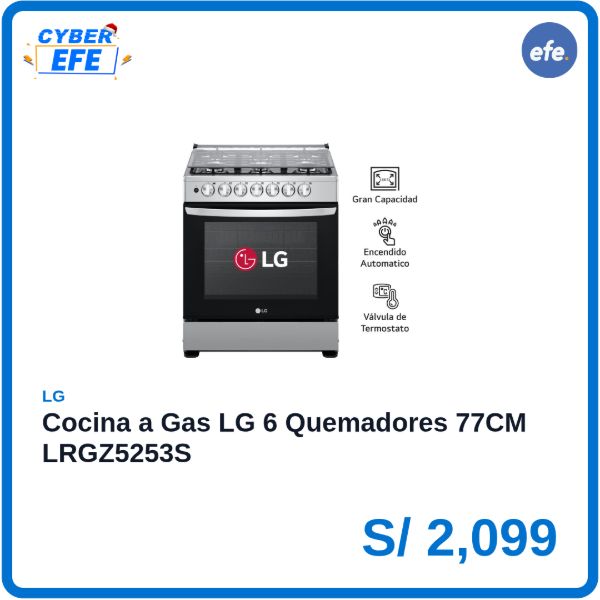 CYBER
EFE
efe.
Gran Capacidad
Encendido
Automatico
Válvula de
Termostato
LG
LG
LG
Cocina a Gas LG 6 Quemadores 77CM
LRGZ5253S
S/ 2,099